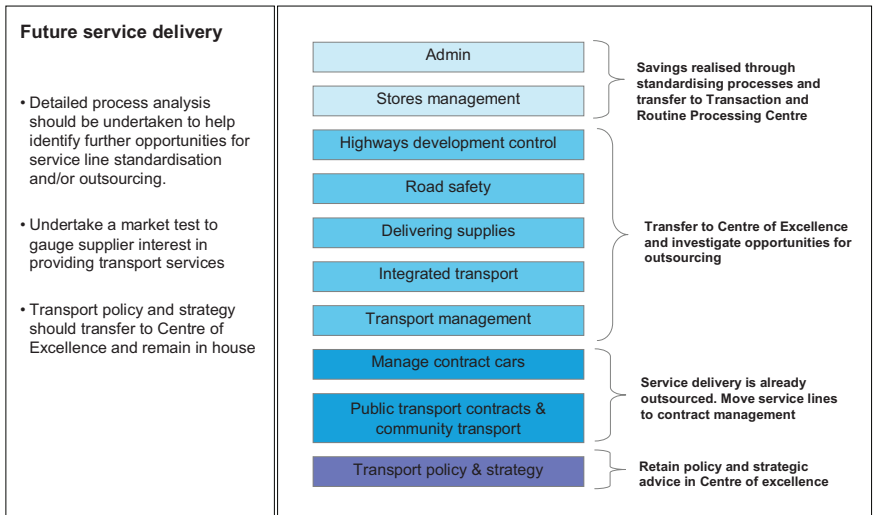 Future service delivery
• Detailed process analysis
should be undertaken to help
identify further opportunities for
service line standardisation
and/or outsourcing.
• Undertake a market test to
gauge supplier interest in
providing transport services
• Transport policy and strategy
should transfer to Centre of
Excellence and remain in house
Admin
Stores management
Savings realised through
standardising processes and
transfer to Transaction and
Routine Processing Centre
Highways development control
Road safety
Delivering supplies
Integrated transport
Transport management
Transfer to Centre of Excellence
and investigate opportunities for
outsourcing
Manage contract cars
Public transport contracts &
community transport
Service delivery is already
outsourced. Move service lines
to contract management
Transport policy & strategy
Retain policy and strategic
advice in Centre of excellence